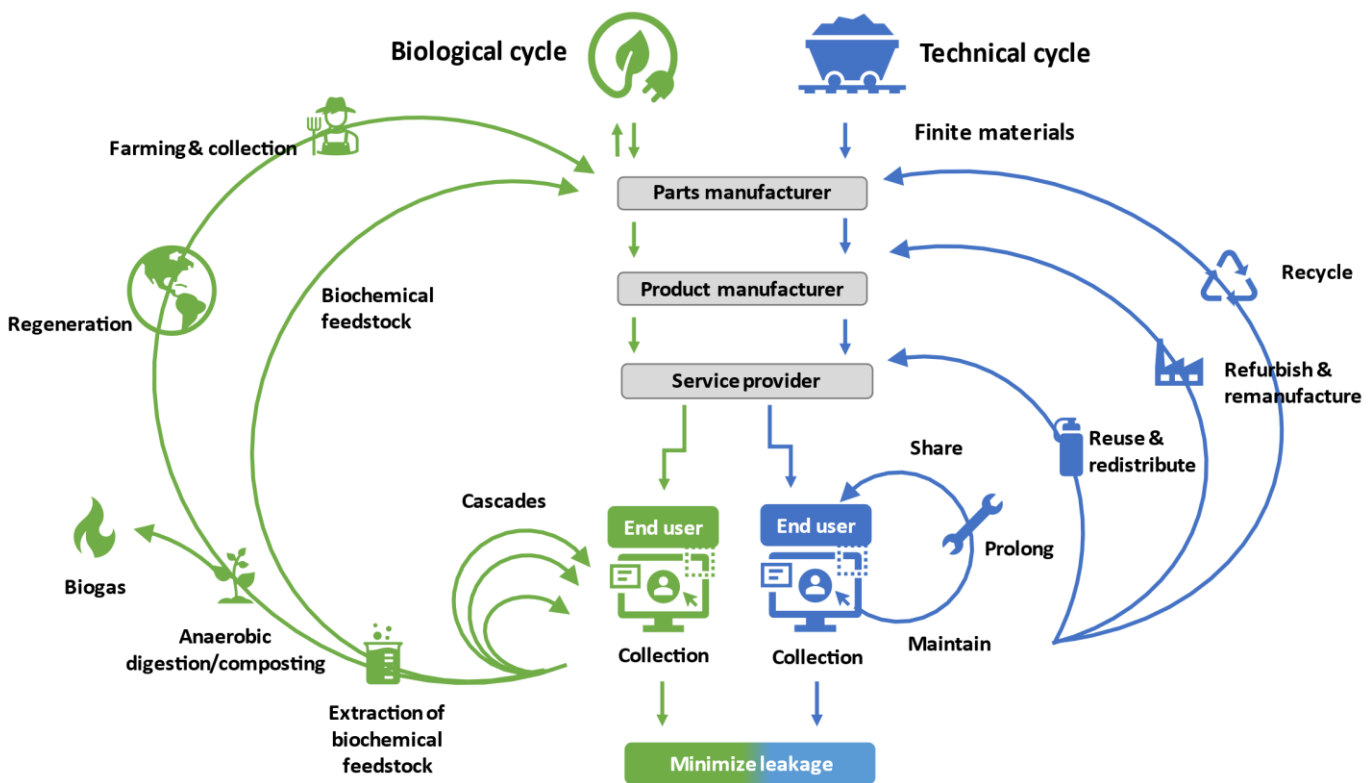 Biological cycle
Technical cycle
Finite materials
Farming & collection
Parts manufacturer
Regeneration
Biochemical
feedstock
Product manufacturer
Recycle
Service provider
Refurbish &
remanufacture
Reuse &
redistribute
Share
Cascades
End user
End user
Prolong
Biogas
Anaerobic
digestion/composting
Collection
Collection
Maintain
Extraction of
biochemical
feedstock
Minimize leakage